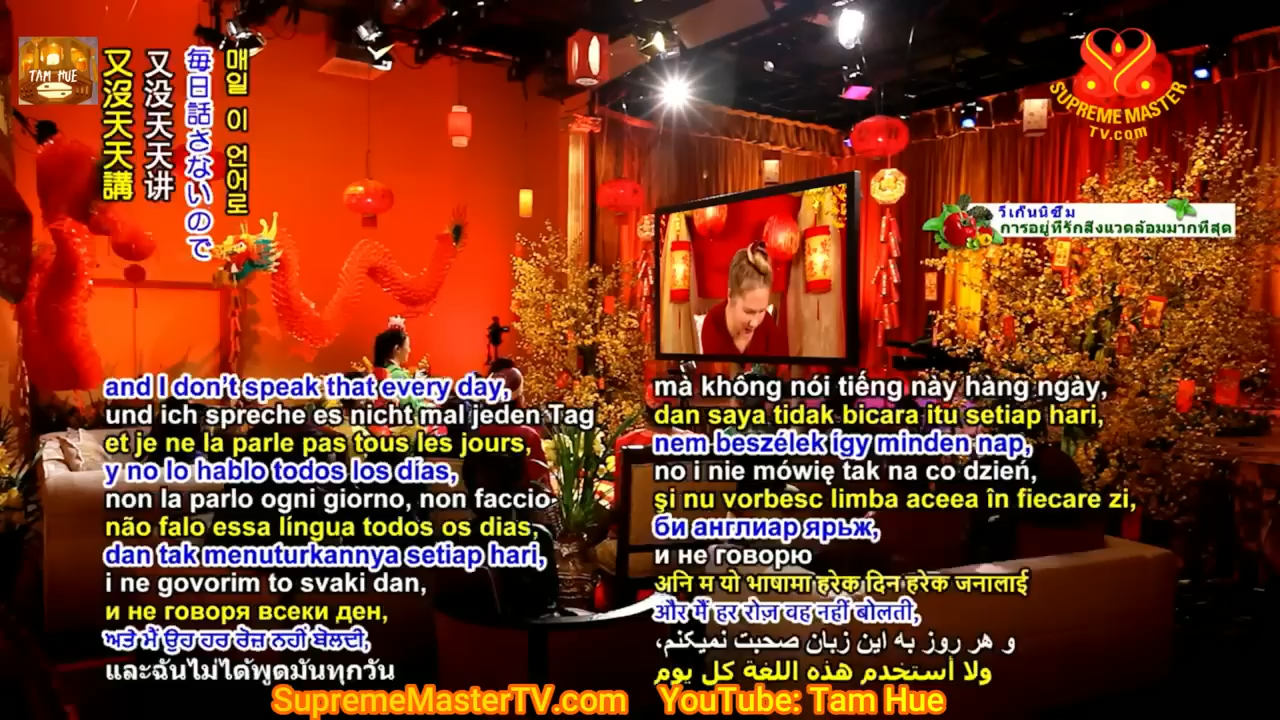 TAM HUE
又沒天天講
又没天天讲
毎日話さないので
매일 이 언어로
SUPREME MASTER
TV.com
วีแก้นนิซึม
การอยู่ที่รักสิ่งแวดล้อมมากที่สุด
and I don't speak that every day,
und ich spreche es nicht mal jeden Tag
et je ne la parle pas tous les jours,
y no lo hablo todos los días,
non la parlo ogni giorno, non faccio
não falo essa língua todos os dias,
dan tak menuturkannya setiap hari,
i ne govorim to svaki dan,
и не говоря всеки ден,
ਅਤੇ ਮੈਂ ਉਹ ਹਰ ਰੋਜ਼ ਨਹੀਂ ਬੋਲਦੀ,
และฉันไม่ได้พูดมันทุกวัน
mà không nói tiếng này hàng ngày,
dan saya tidak bicara itu setiap hari,
nem beszélek így minden nap,
no i nie mówię tak na co dzień,
şi nu vorbesc limba aceea în fiecare zi,
би англиар ярьж,
и не говорю
अनि म यो भाषामा हरेक दिन हरेक जनालाई
और मैं हर रोज़ वह नहीं बोलती,
و هر روز به این زبان صحبت نمیکنم،
ولا أستخدم هذه اللغة كل يوم
SupremeMasterTV.com YouTube: Tam Hue